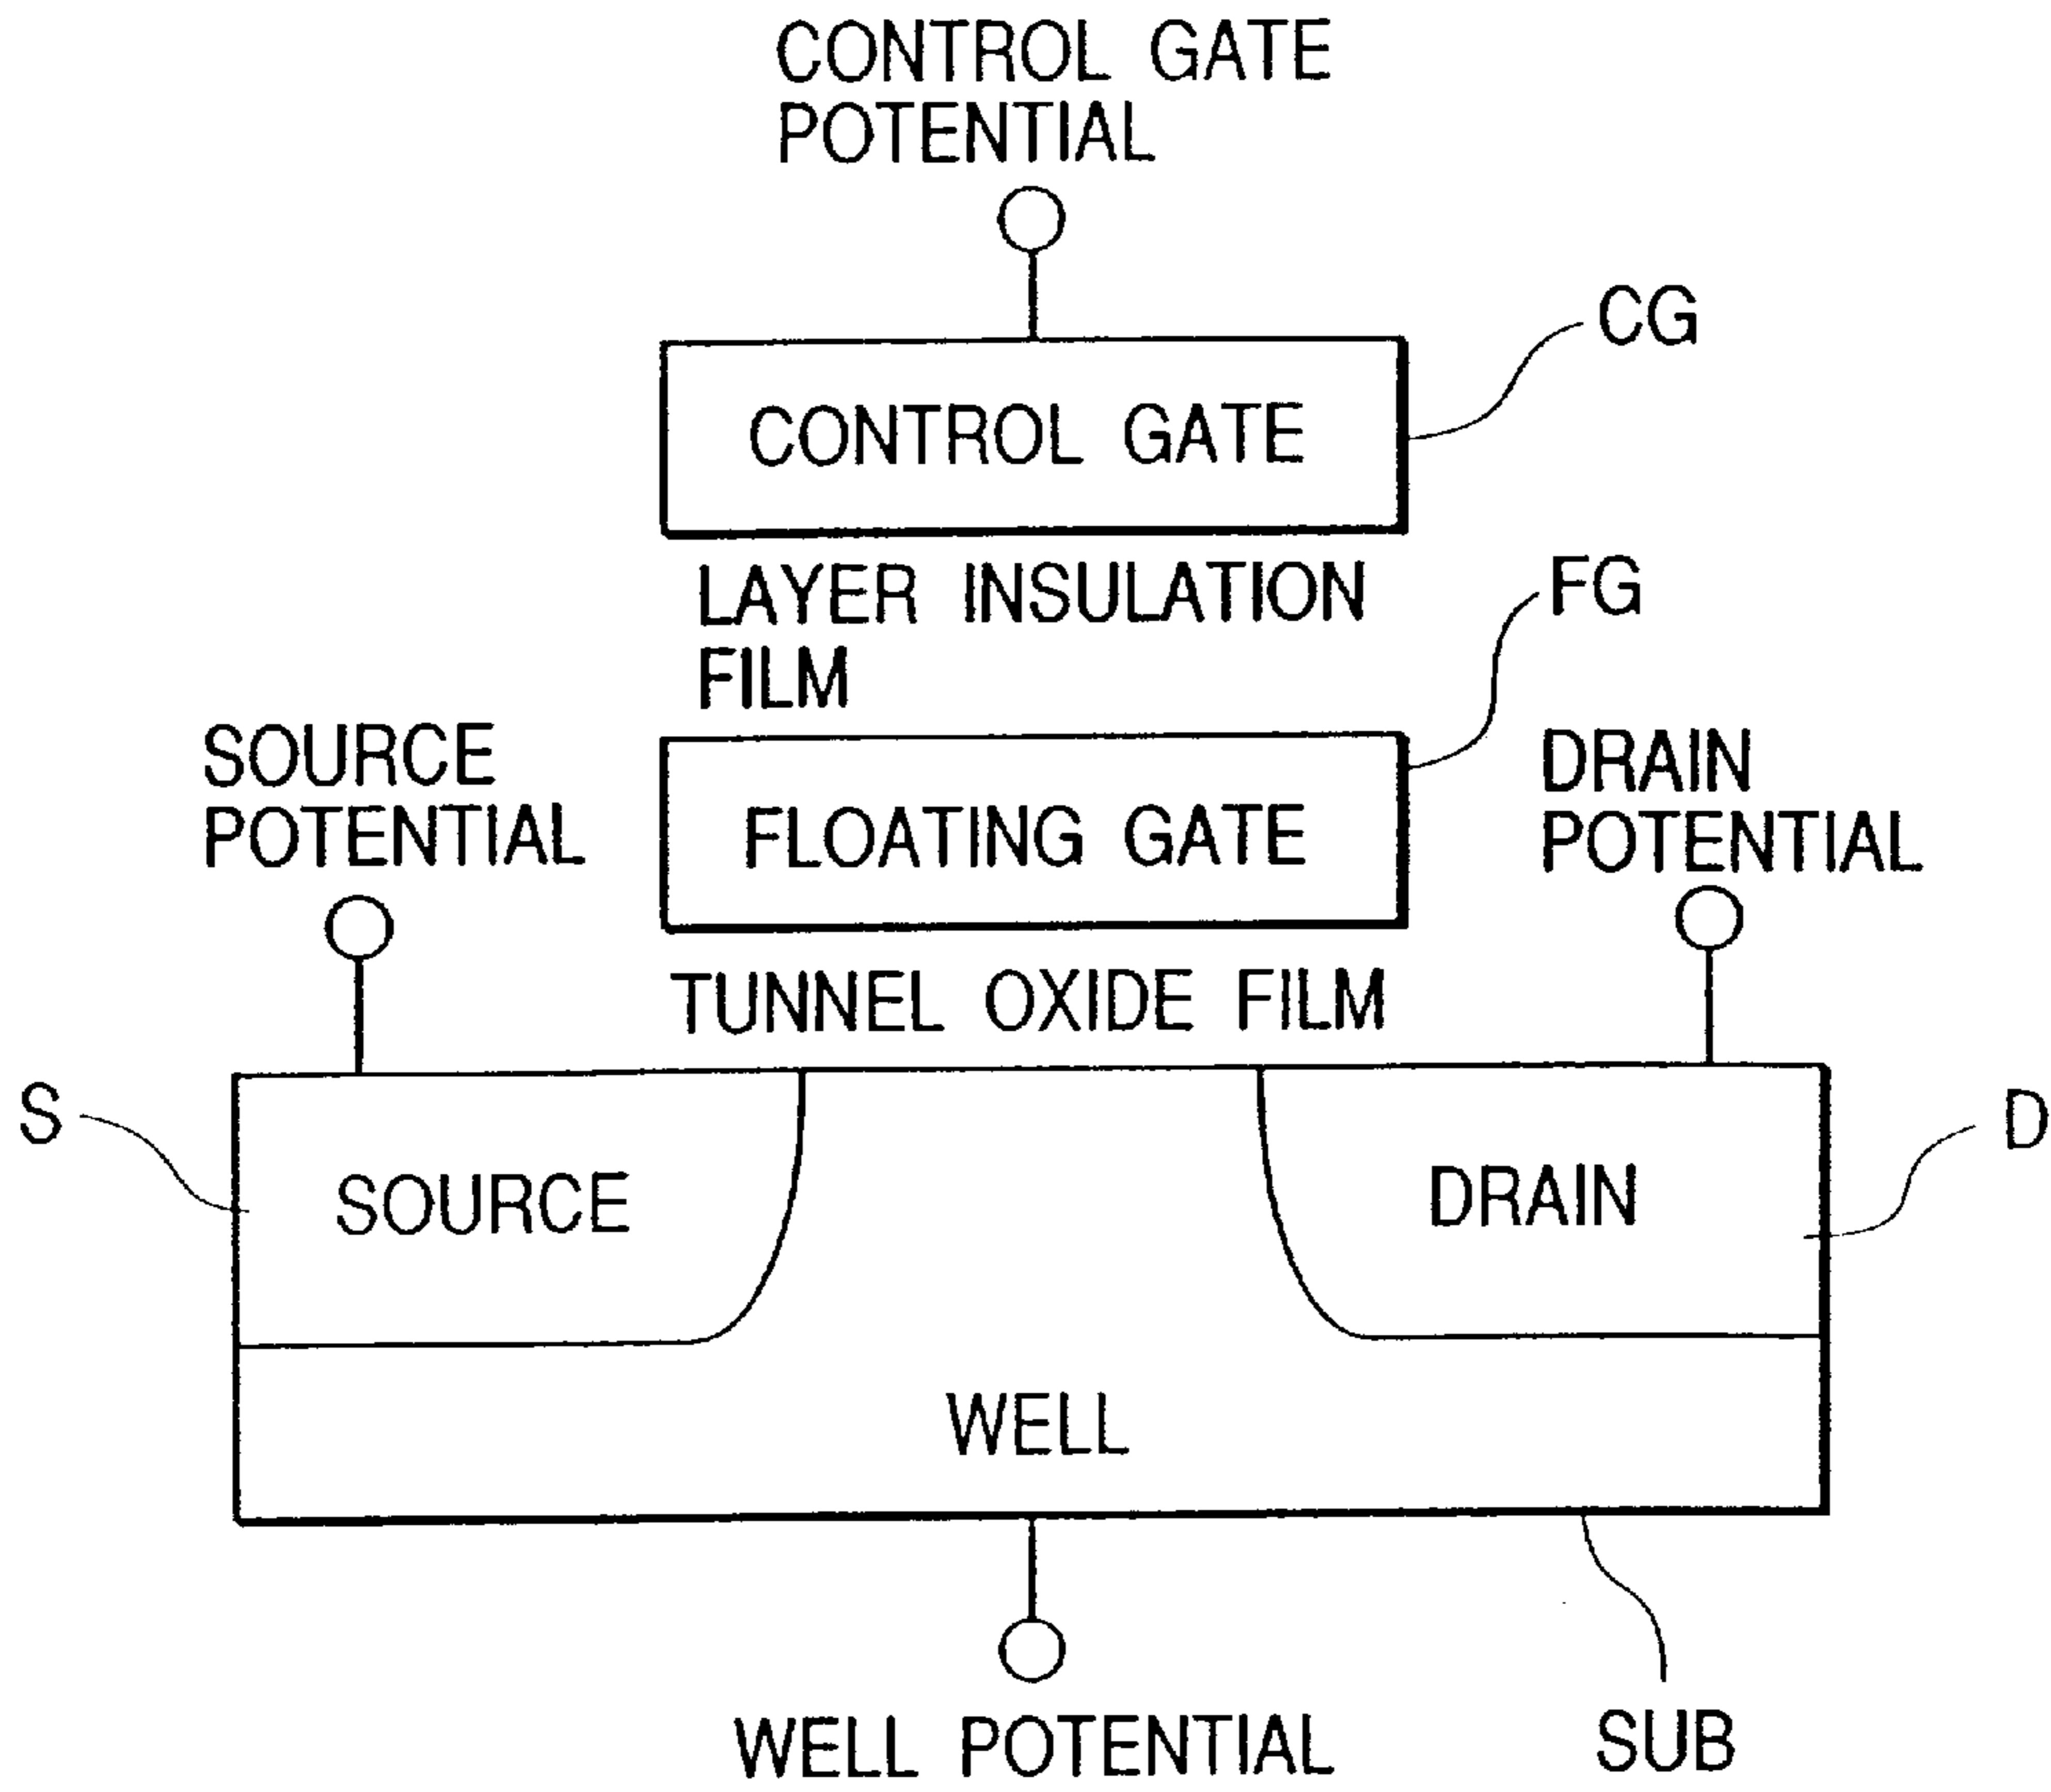 CONTROL GATE
POTENTIAL
CG
CONTROL GATE
LAYER INSULATION
FILM
FG
SOURCE
POTENTIAL
DRAIN
POTENTIAL
FLOATING GATE
TUNNEL OXIDE FILM
S
D
SOURCE
DRAIN
WELL
WELL POTENTIAL
SUB